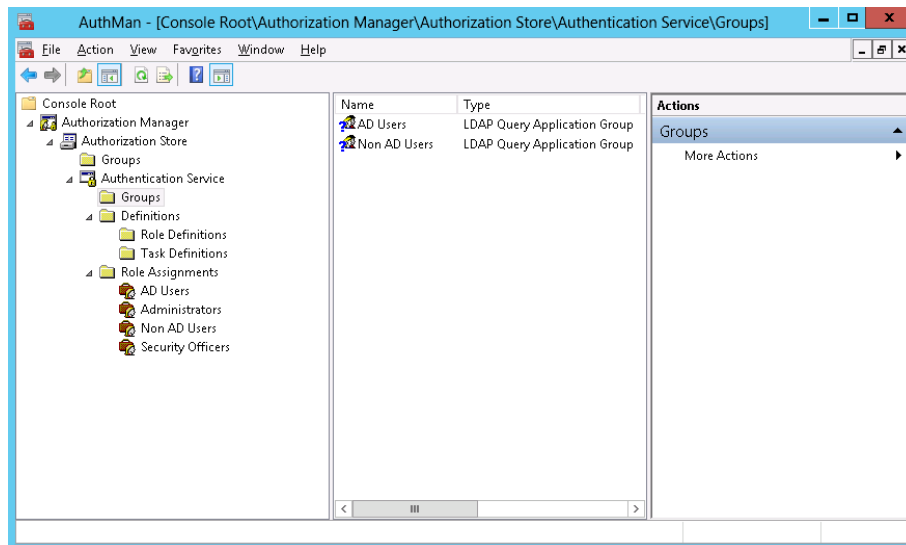 AuthMan - [Console Root\Authorization Manager\Authorization Store\Authentication Service\Groups]
File Action View Favorites Window Help
Console Root
Authorization Manager
Authorization Store
Groups
Authentication Service
Groups
Definitions
Role Definitions
Task Definitions
Role Assignments
AD Users
Administrators
Non AD Users
Security Officers
Name Type
AD Users LDAP Query Application Group
Non AD Users LDAP Query Application Group
Actions
Groups
More Actions